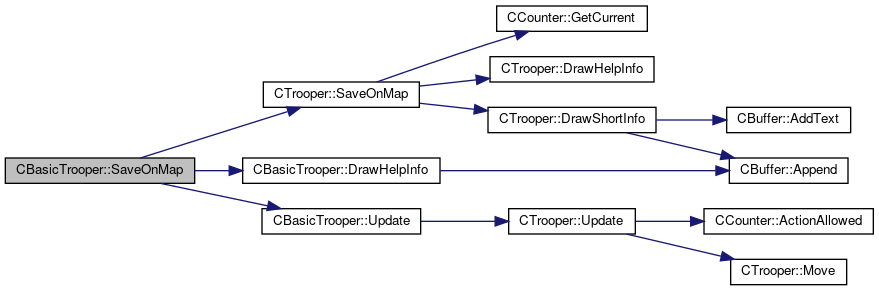 CCounter::GetCurrent
CTrooper::DrawHelpInfo
CTrooper::SaveOnMap
CTrooper::DrawShortInfo
CBuffer::AddText
CBasicTrooper::SaveOnMap
CBasicTrooper::DrawHelpInfo
CBuffer::Append
CBasicTrooper::Update
CTrooper::Update
CCounter::ActionAllowed
CTrooper::Move